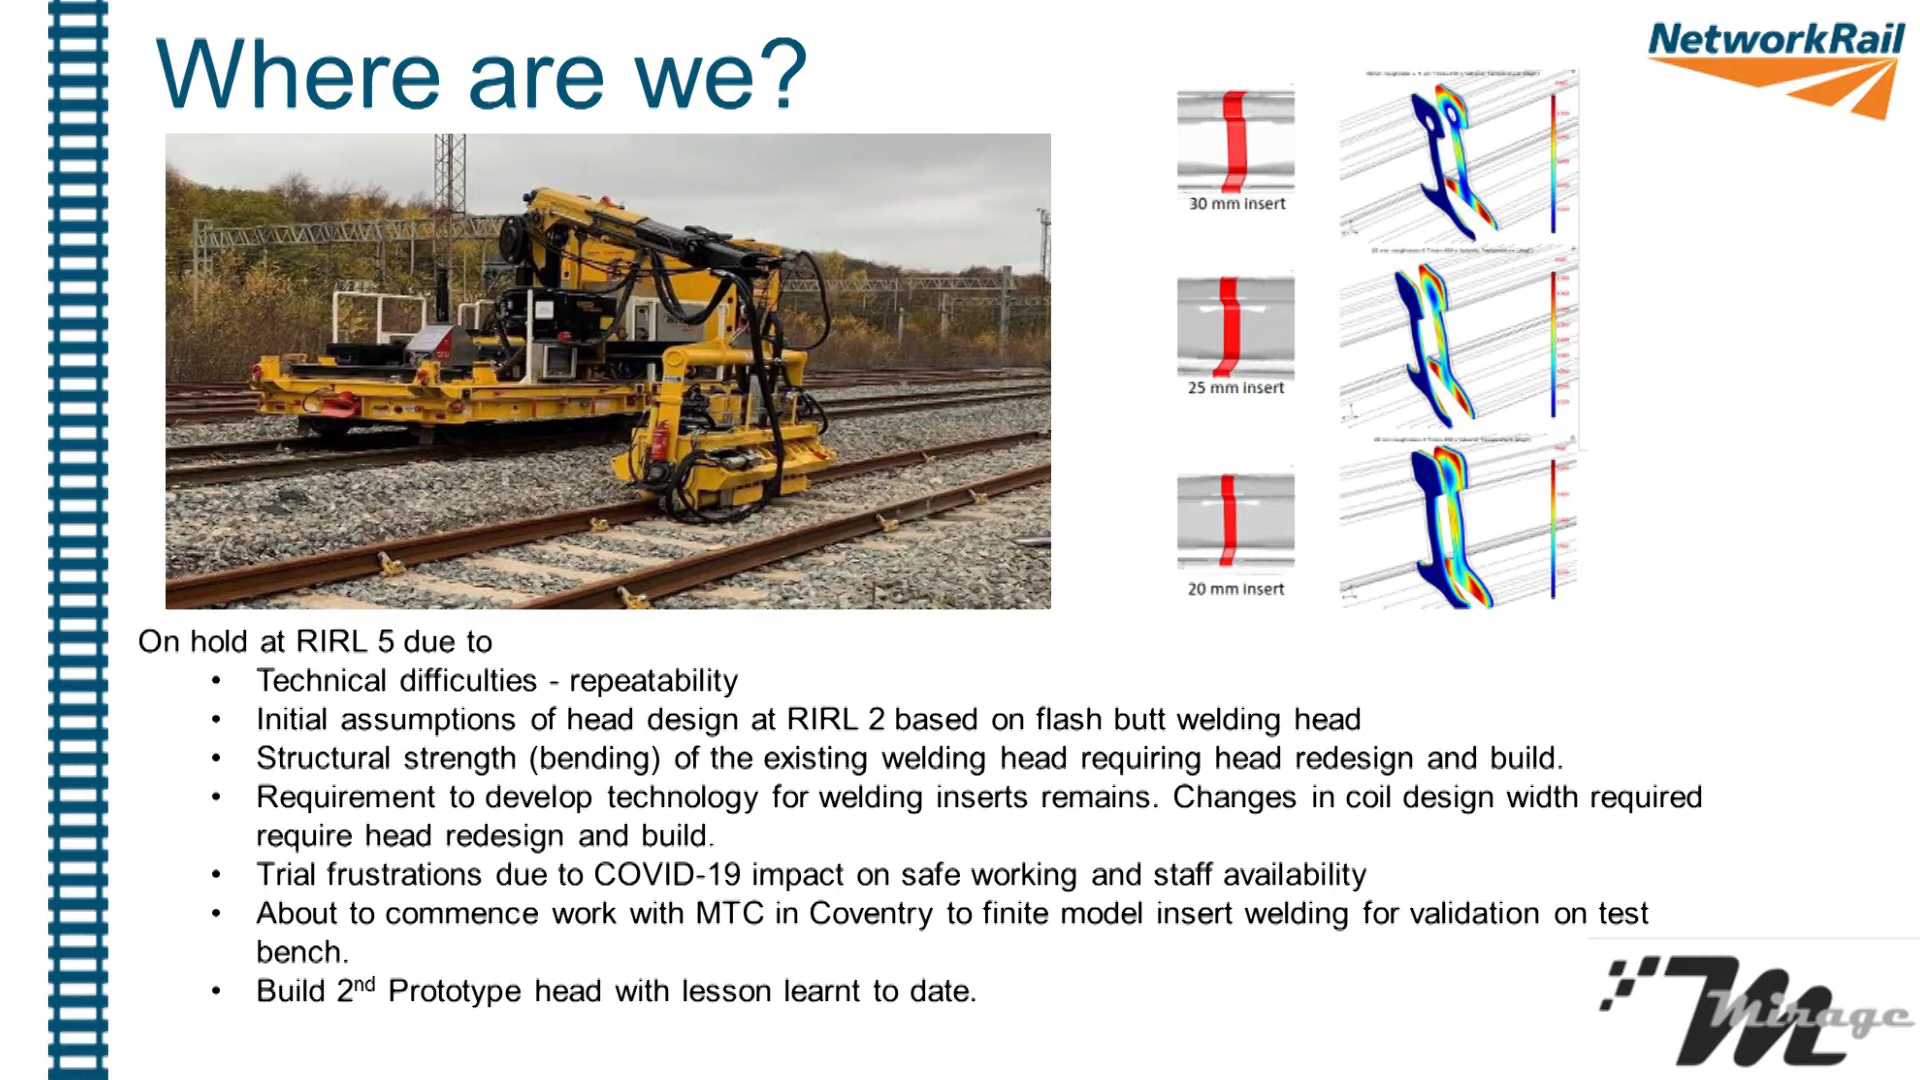 Where are we?
NetworkRail
30 mm insert
25 mm insert
20 mm insert
On hold at RIRL 5 due to
• Technical difficulties - repeatability
• Initial assumptions of head design at RIRL 2 based on flash butt welding head
• Structural strength (bending) of the existing welding head requiring head redesign and build.
• Requirement to develop technology for welding inserts remains. Changes in coil design width required
require head redesign and build.
• Trial frustrations due to COVID-19 impact on safe working and staff availability
• About to commence work with MTC in Coventry to finite model insert welding for validation on test
bench.
• Build 2nd Prototype head with lesson learnt to date.
Mirage